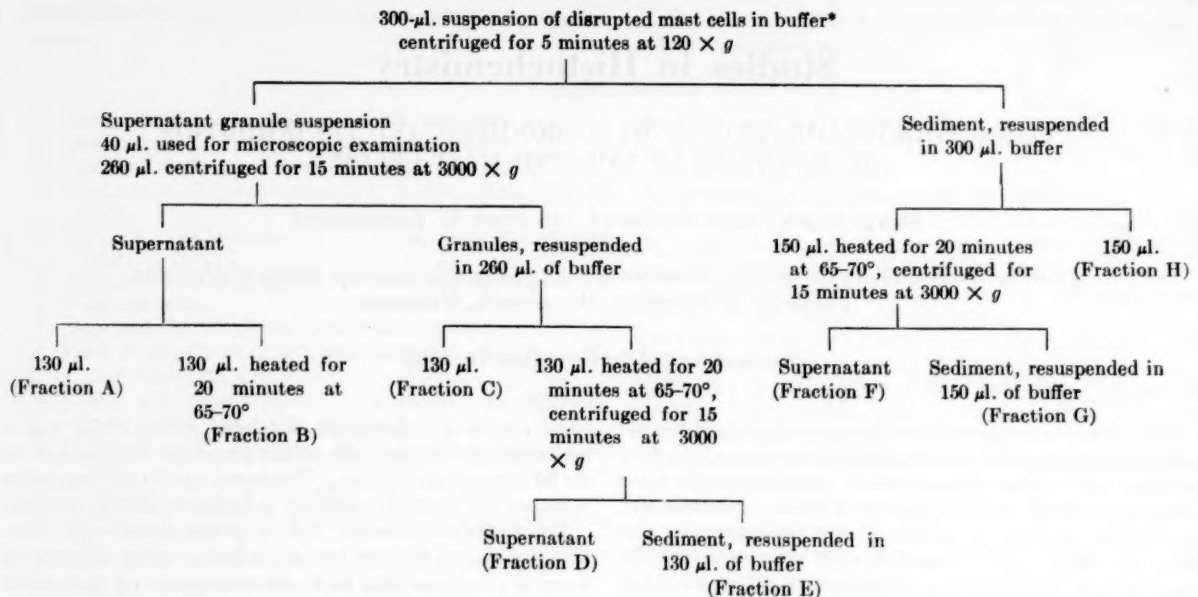 Studies in Histochemistry
300-μl. suspension of disrupted mast cells in buffer*
centrifuged for 5 minutes at 120 × g
Supernatant granule suspension
40 μl. used for microscopic examination
260 μl. centrifuged for 15 minutes at 3000 × g
Sediment, resuspended
in 300 μl. buffer
Supernatant
Granules, resuspended
in 260 μl. of buffer
150 μl. heated for 20 minutes
at 65-70°, centrifuged for
15 minutes at 3000 × g
150 μl.
(Fraction H)
130 μl.
(Fraction A)
130 μl. heated for
20 minutes at
65-70°
(Fraction B)
130 μl.
(Fraction C)
130 μl. heated for 20
minutes at 65-70°,
centrifuged for 15
minutes at 3000
× g
Supernatant
(Fraction F)
Sediment, resuspended in
150 μl. of buffer
(Fraction G)
Supernatant
(Fraction D)
Sediment, resuspended in
130 μl. of buffer
(Fraction E)